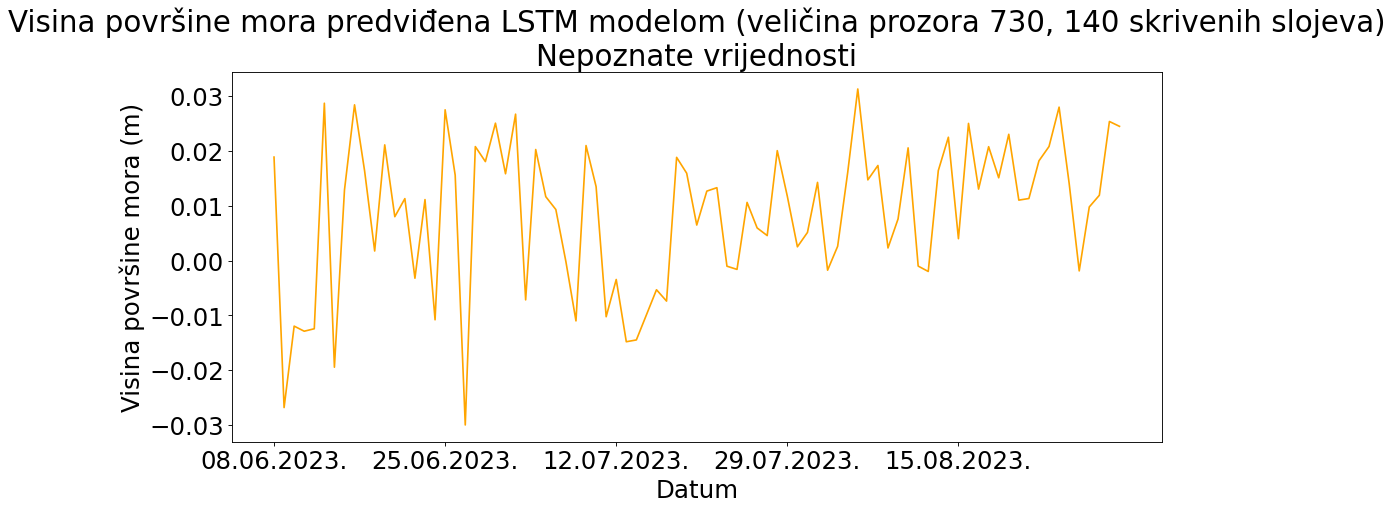 Visina površine mora predviđena LSTM modelom (veličina prozora 730, 140 skrivenih slojeva)
Nepoznate vrijednosti
Visina površine mora (m)
0.03
0.02
0.01
0.00
−0.01
−0.02
−0.03
08.06.2023. 25.06.2023. 12.07.2023. 29.07.2023. 15.08.2023.
Datum